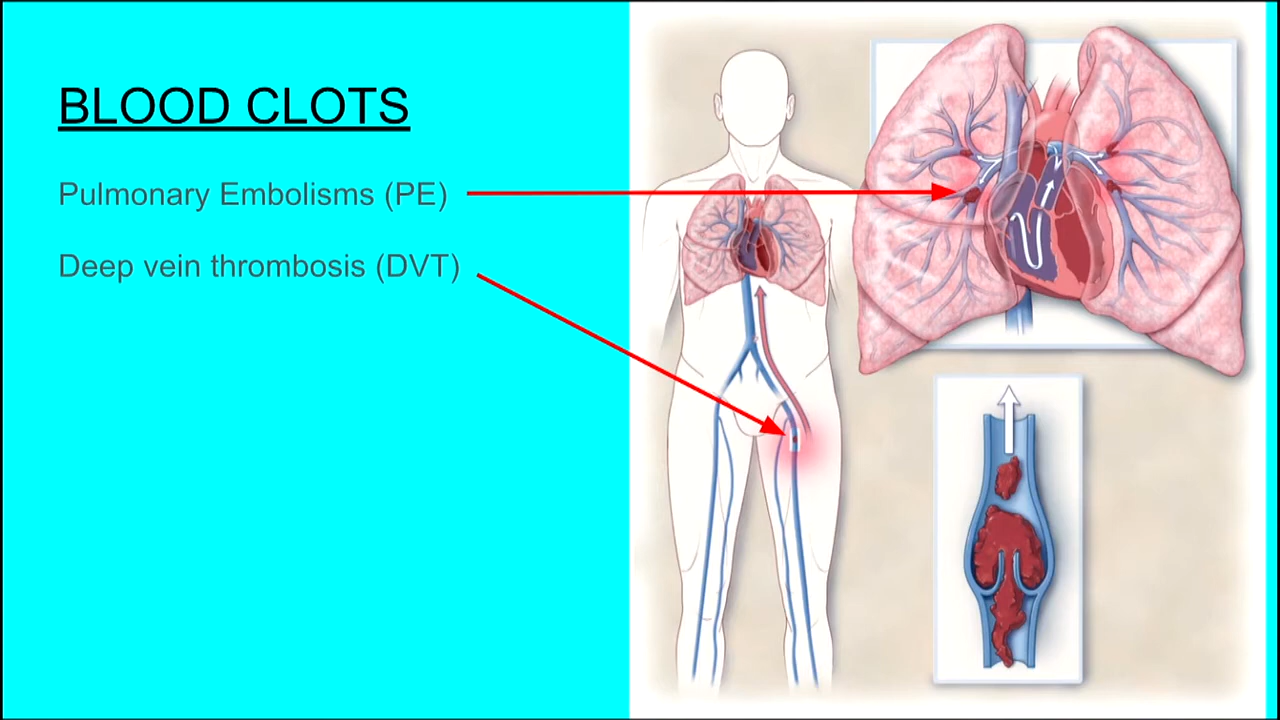 BLOOD CLOTS
Pulmonary Embolisms (PE)
Deep vein thrombosis (DVT)